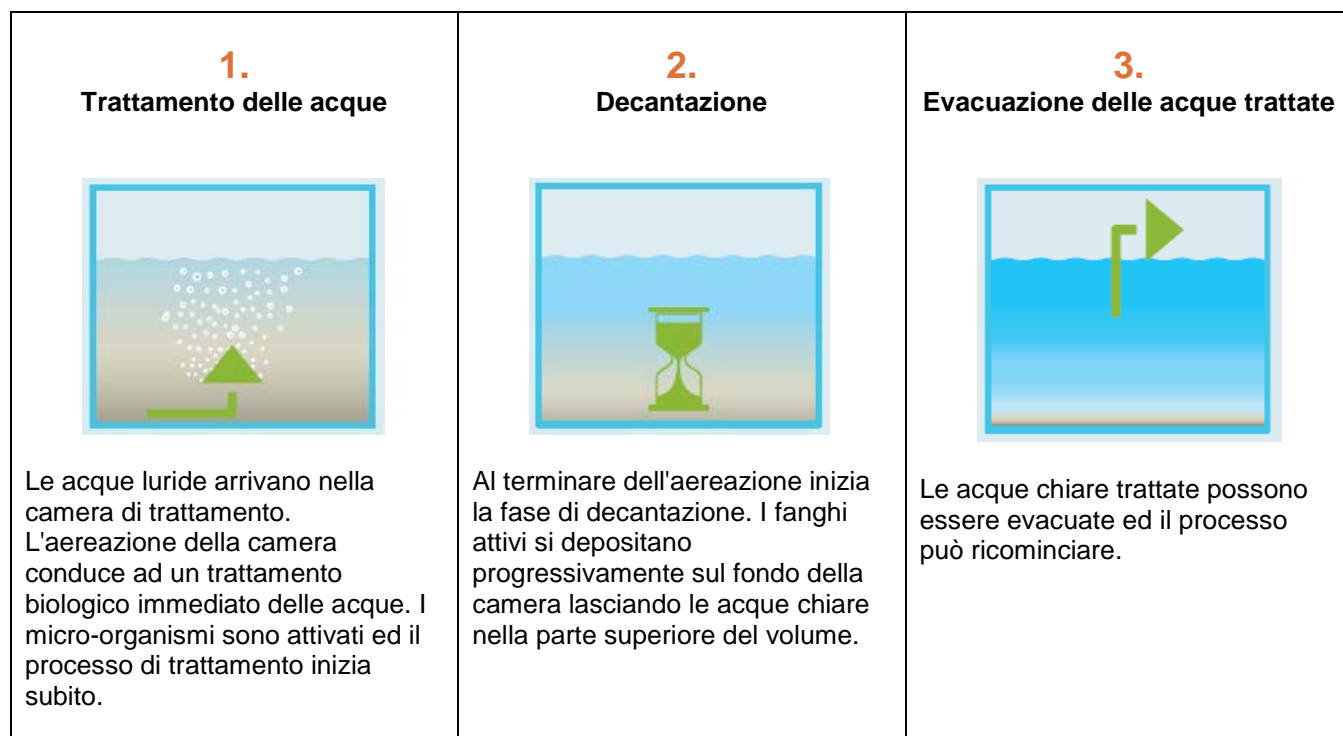 1.
Trattamento delle acque
Le acque luride arrivano nella
camera di trattamento.
L'aereazione della camera
conduce ad un trattamento
biologico immediato delle acque. I
micro-organismi sono attivati ed il
processo di trattamento inizia
subito.
2.
Decantazione
Al terminare dell'aereazione inizia
la fase di decantazione. I fanghi
attivi si depositano
progressivamente sul fondo della
camera lasciando le acque chiare
nella parte superiore del volume.
3.
Evacuazione delle acque trattate
Le acque chiare trattate possono
essere evacuate ed il processo
può ricominciare.